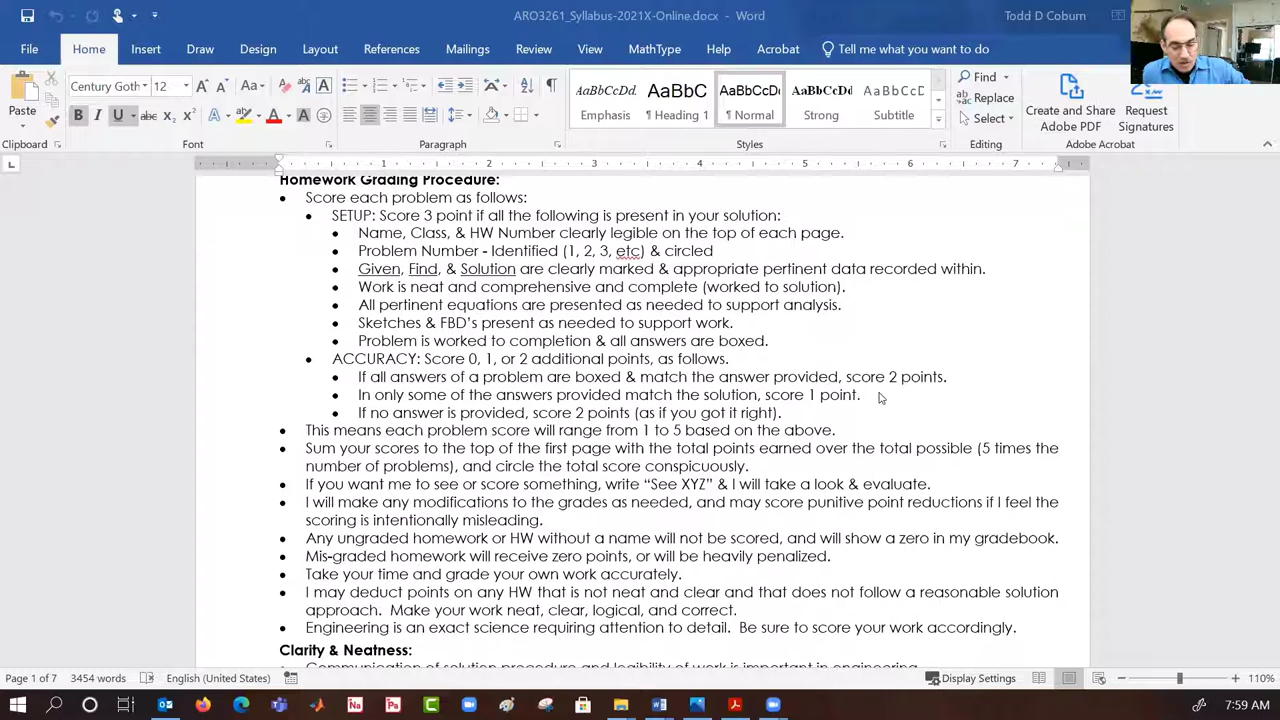 ARO3261_Syllabus-2021X-Online.docx - Word
Todd D Coburn
File Home Insert Draw Design Layout References Mailings Review View MathType Help Acrobat Tell me what you want to do
Paste
Century Goth 12
AaBbCcDd. Emphasis
AaBbC ¶ Heading 1
AaBbCcDc ¶ Normal
AaBbCcDd Strong
AaBbCcD Subtitle
Find
Replace
Select
Create and Share Adobe PDF
Request Signatures
Clipboard Font Paragraph Styles Editing Adobe Acrobat
1 2 3 4 5 6 7
Homework Grading Procedure:
• Score each problem as follows:
• SETUP: Score 3 point if all the following is present in your solution:
• Name, Class, & HW Number clearly legible on the top of each page.
• Problem Number - Identified (1, 2, 3, etc) & circled
• Given, Find, & Solution are clearly marked & appropriate pertinent data recorded within.
• Work is neat and comprehensive and complete (worked to solution).
• All pertinent equations are presented as needed to support analysis.
• Sketches & FBD's present as needed to support work.
• Problem is worked to completion & all answers are boxed.
• ACCURACY: Score 0, 1, or 2 additional points, as follows.
• If all answers of a problem are boxed & match the answer provided, score 2 points.
• In only some of the answers provided match the solution, score 1 point.
• If no answer is provided, score 2 points (as if you got it right).
• This means each problem score will range from 1 to 5 based on the above.
• Sum your scores to the top of the first page with the total points earned over the total possible (5 times the
number of problems), and circle the total score conspicuously.
• If you want me to see or score something, write “See XYZ” & I will take a look & evaluate.
• I will make any modifications to the grades as needed, and may score punitive point reductions if I feel the
scoring is intentionally misleading.
• Any ungraded homework or HW without a name will not be scored, and will show a zero in my gradebook.
• Mis-graded homework will receive zero points, or will be heavily penalized.
• Take your time and grade your own work accurately.
• I may deduct points on any HW that is not neat and clear and that does not follow a reasonable solution
approach. Make your work neat, clear, logical, and correct.
• Engineering is an exact science requiring attention to detail. Be sure to score your work accordingly.
Clarity & Neatness:
• Communication of solution procedure and legibility of work is important in engineering
Page 1 of 7 3454 words English (United States) Display Settings 110%
7:59 AM